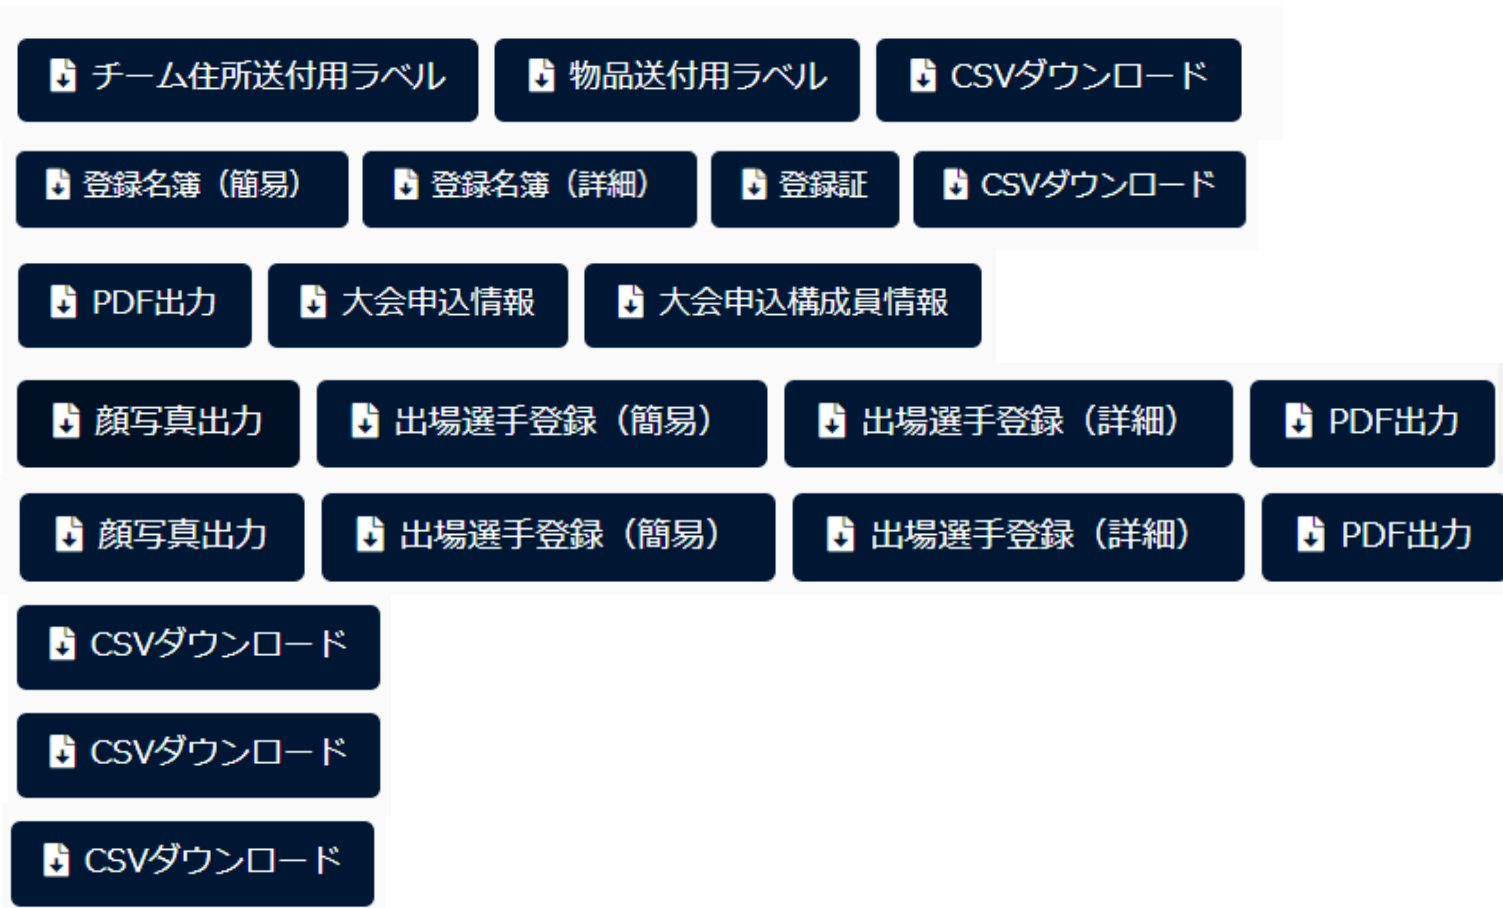 チーム住所送付用ラベル 物品送付用ラベル CSVダウンロード
登録名簿（簡易） 登録名簿（詳細） 登録証 CSVダウンロード
PDF出力 大会申込情報 大会申込構成員情報
顔写真出力 出場選手登録（簡易） 出場選手登録（詳細） PDF出力
顔写真出力 出場選手登録（簡易） 出場選手登録（詳細） PDF出力
CSVダウンロード
CSVダウンロード
CSVダウンロード